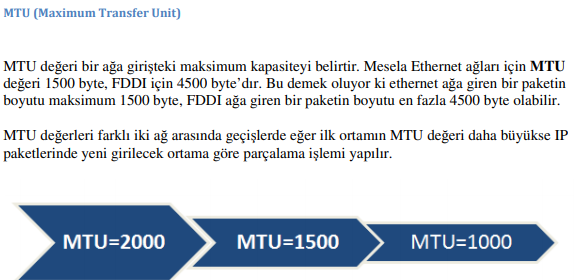 MTU (Maximum Transfer Unit)
MTU değeri bir ağa girişteki maksimum kapasiteyi belirtir. Mesela Ethernet ağları için MTU
değeri 1500 byte, FDDI için 4500 byte’dır. Bu demek oluyor ki ethernet ağa giren bir paketin
boyutu maksimum 1500 byte, FDDI ağa giren bir paketin boyutu en fazla 4500 byte olabilir.
MTU değerleri farklı iki ağ arasında geçişlerde eğer ilk ortamın MTU değeri daha büyükse IP
paketlerinde yeni girilecek ortama göre parçalama işlemi yapılır.
MTU=2000 MTU=1500 MTU=1000